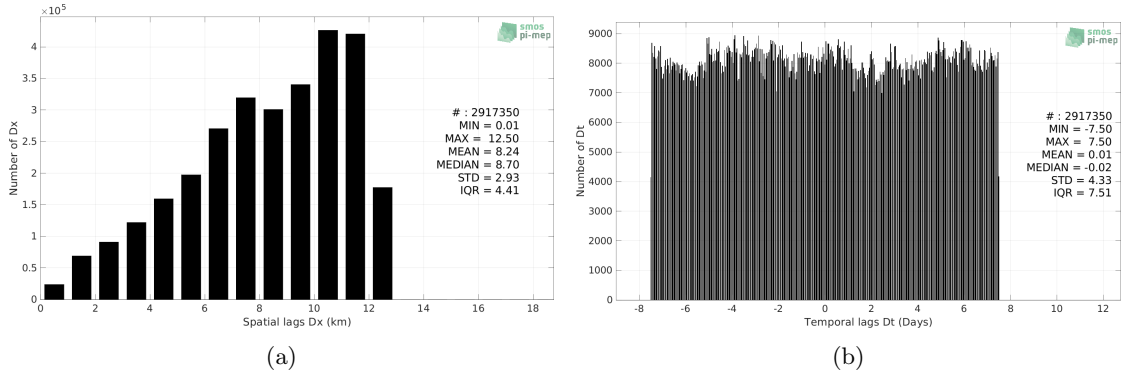 ×10⁵
4
3.5
3
2.5
2
1.5
1
0.5
0
Number of Dx
0 2 4 6 8 10 12 14 16 18
Spatial lags Dx (km)
smos
pi-mep
# : 2917350
MIN = 0.01
MAX = 12.50
MEAN = 8.24
MEDIAN = 8.70
STD = 2.93
IQR = 4.41
(a)
9000
8000
7000
6000
5000
4000
3000
2000
1000
0
Number of Dt
-8 -6 -4 -2 0 2 4 6 8 10 12
Temporal lags Dt (Days)
smos
pi-mep
# : 2917350
MIN = -7.50
MAX = 7.50
MEAN = 0.01
MEDIAN = -0.02
STD = 4.33
IQR = 7.51
(b)